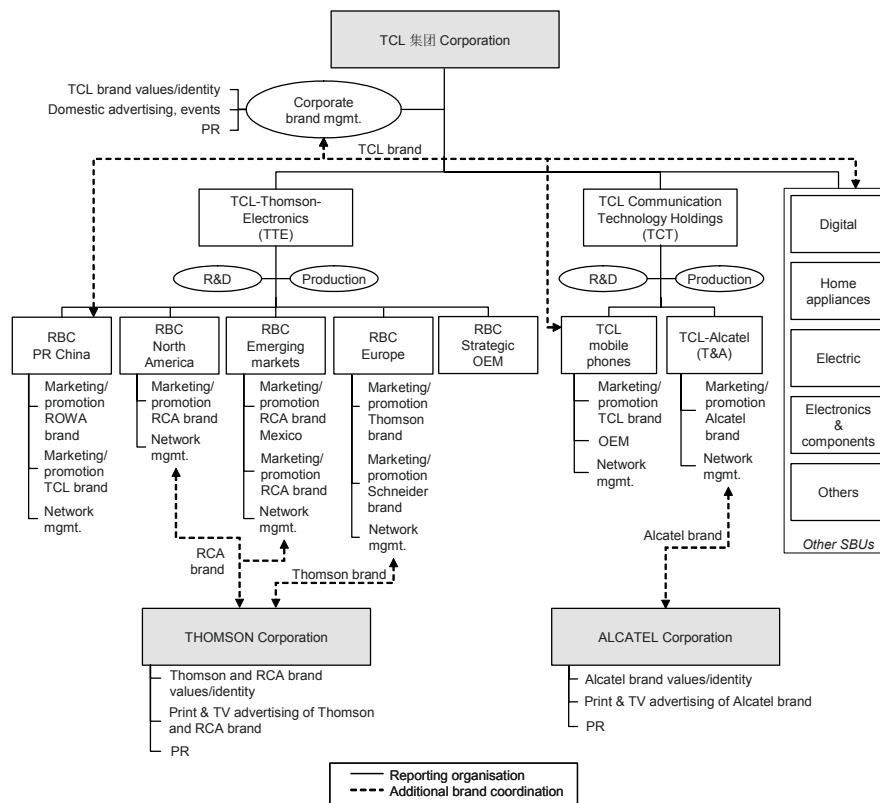 TCL 集团 Corporation
TCL brand values/identity
Domestic advertising, events
PR
Corporate
brand mgmt.
TCL brand
TCL-Thomson-
Electronics
(TTE)
TCL Communication
Technology Holdings
(TCT)
R&D
Production
R&D
Production
RBC
PR China
RBC
North
America
RBC
Emerging
markets
RBC
Europe
RBC
Strategic
OEM
TCL
mobile
phones
TCL-Alcatel
(T&A)
Digital
Home
appliances
Electric
Electronics
&
components
Others
Other SBUs
Marketing/
promotion
ROWA
brand
Marketing/
promotion
TCL brand
Network
mgmt.
Marketing/
promotion
RCA brand
Network
mgmt.
Marketing/
promotion
RCA brand
Mexico
Marketing/
promotion
RCA brand
Network
mgmt.
Marketing/
promotion
Thomson
brand
Marketing/
promotion
Schneider
brand
Network
mgmt.
Marketing/
promotion
TCL brand
OEM
Network
mgmt.
Marketing/
promotion
Alcatel
brand
Network
mgmt.
RCA
brand
Thomson brand
Alcatel brand
THOMSON Corporation
Thomson and RCA brand
values/identity
Print & TV advertising of Thomson
and RCA brand
PR
ALCATEL Corporation
Alcatel brand values/identity
Print & TV advertising of Alcatel brand
PR
Reporting organisation
Additional brand coordination